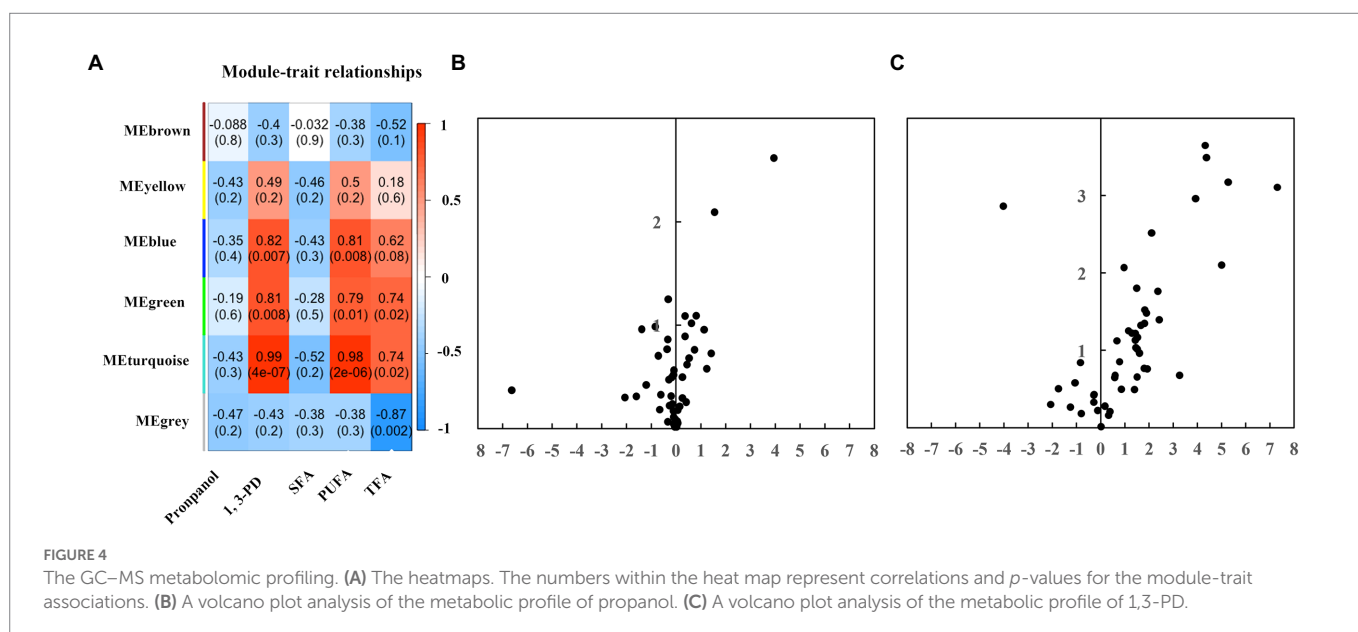 A
B
C
Module-trait relationships
MEbrown
-0.088 -0.4 -0.032 -0.38 -0.52
(0.8) (0.3) (0.9) (0.3) (0.1)
MEyellow
-0.43 0.49 -0.46 0.5 0.18
(0.2) (0.2) (0.2) (0.2) (0.6)
MEblue
-0.35 0.82 -0.43 0.81 0.62
(0.4) (0.007) (0.3) (0.008) (0.08)
MEgreen
-0.19 0.81 -0.28 0.79 0.74
(0.6) (0.008) (0.5) (0.01) (0.02)
MEturquoise
-0.43 0.99 -0.52 0.98 0.74
(0.3) (4e-07) (0.2) (2e-06) (0.02)
MEgrey
-0.47 -0.43 -0.38 -0.38 -0.87
(0.2) (0.2) (0.3) (0.3) (0.002)
Pronpanol 1, 3-PD SFA PUFA TFA
1
0.5
0
-0.5
-1
2
1
8 -7 -6 -5 -4 -3 -2 -1 0 1 2 3 4 5 6 7 8
3
2
1
-8 -7 -6 -5 -4 -3 -2 -1 0 1 2 3 4 5 6 7 8
FIGURE 4
The GC–MS metabolomic profiling. (A) The heatmaps. The numbers within the heat map represent correlations and p-values for the module-trait
associations. (B) A volcano plot analysis of the metabolic profile of propanol. (C) A volcano plot analysis of the metabolic profile of 1,3-PD.